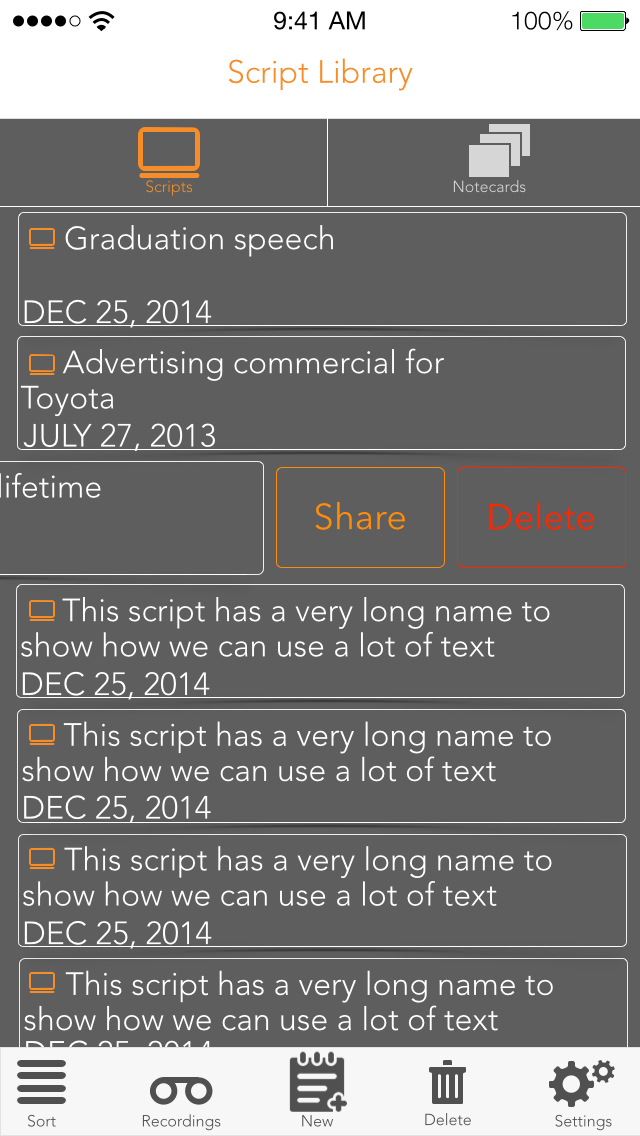 9:41 AM 100%
Script Library
Scripts Notecards
Graduation speech
DEC 25, 2014
Advertising commercial for
Toyota
JULY 27, 2013
lifetime
Share Delete
This script has a very long name to
show how we can use a lot of text
DEC 25, 2014
This script has a very long name to
show how we can use a lot of text
DEC 25, 2014
This script has a very long name to
show how we can use a lot of text
DEC 25, 2014
This script has a very long name to
show how we can use a lot of text
DEC 25, 2014
Sort Recordings New Delete Settings